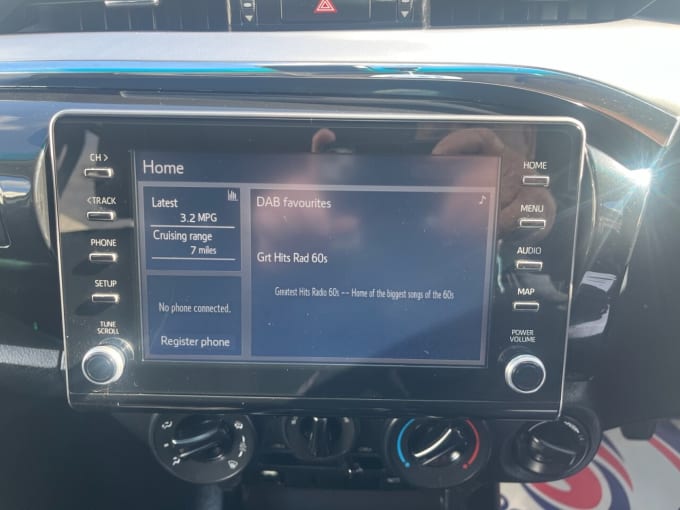 CH >
< TRACK
PHONE
SETUP
TUNE
SCROLL
Home
Latest
3.2 MPG
Cruising range
7 miles
No phone connected.
Register phone
DAB favourites
Grt Hits Rad 60s
Greatest Hits Radio 60s -- Home of the biggest songs of the 60s
HOME
MENU
AUDIO
MAP
POWER
VOLUME